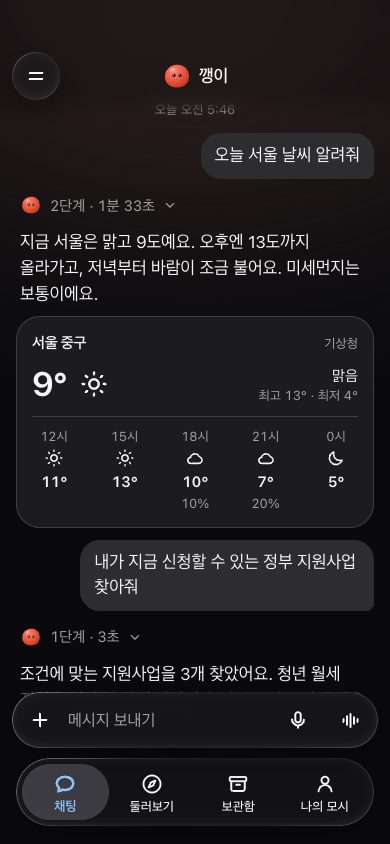 깽이
오늘 오전 5:46
오늘 서울 날씨 알려줘
2단계 · 1분 33초
지금 서울은 맑고 9도예요. 오후엔 13도까지
올라가고, 저녁부터 바람이 조금 불어요. 미세먼지는
보통이에요.
서울 중구 기상청
9° 맑음
최고 13° · 최저 4°
12시 15시 18시 21시 0시
11° 13° 10° 7° 5°
10% 20%
내가 지금 신청할 수 있는 정부 지원사업
찾아줘
1단계 · 3초
조건에 맞는 지원사업을 3개 찾았어요. 청년 월세
메시지 보내기
채팅 둘러보기 보관함 나의 모시